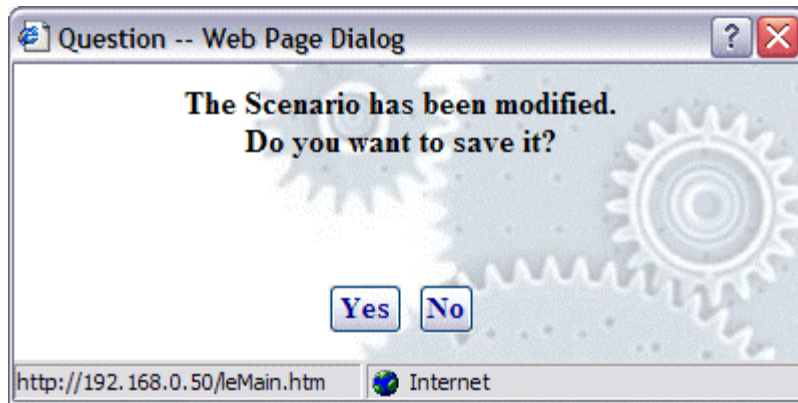 Question -- Web Page Dialog
The Scenario has been modified.
Do you want to save it?
Yes No
http://192.168.0.50/leMain.htm Internet